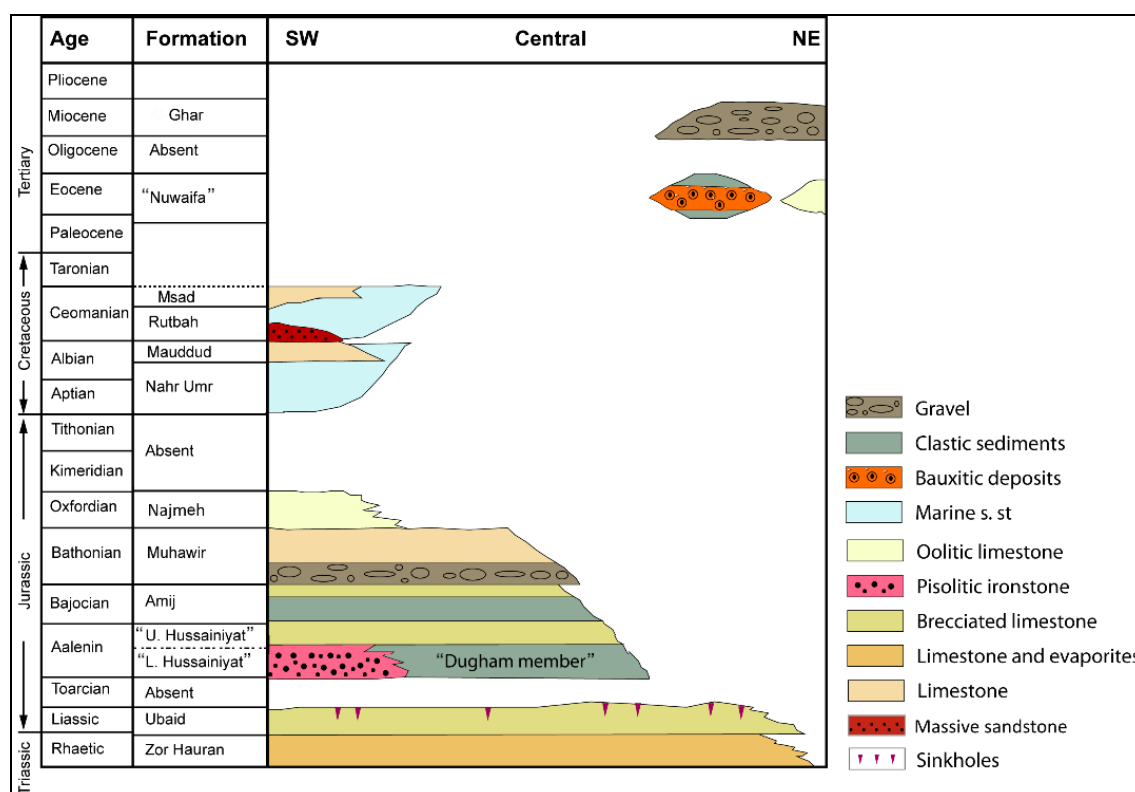 Age Formation SW Central NE
Pliocene
Miocene Ghar
Oligocene Absent
Eocene
“Nuwaifa”
Paleocene
Tertiary
Taronian
Msad
Ceomanian
Rutbah
Albian Mauddud
Nahr Umr
Aptian
Cretaceous
Tithonian
Absent
Kimeridian
Oxfordian Najmeh
Bathonian Muhawir
Bajocian Amij
“U. Hussainiyat”
Aalenin
“L. Hussainiyat” “Dugham member”
Toarcian Absent
Liassic Ubaid
Jurassic
Rhaetic Zor Hauran
Triassic
Gravel
Clastic sediments
Bauxitic deposits
Marine s. st
Oolitic limestone
Pisolitic ironstone
Brecciated limestone
Limestone and evaporites
Limestone
Massive sandstone
Sinkholes